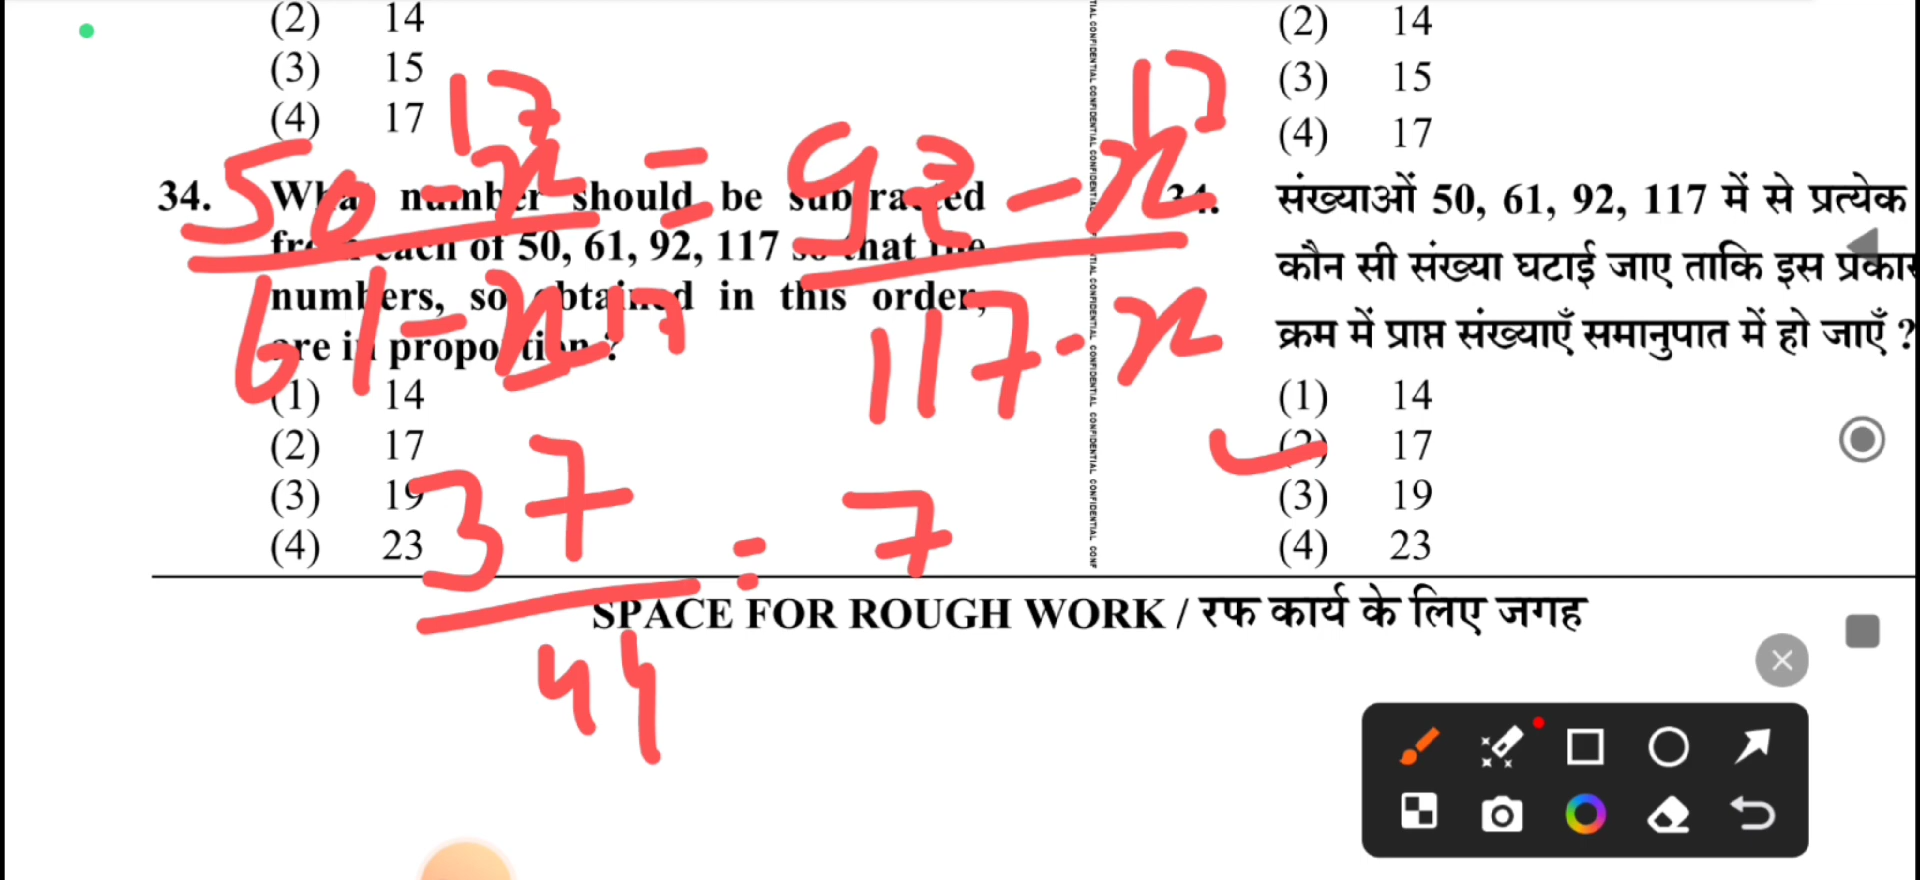 (2) 14
(3) 15
(4) 17
34. What number should be subtracted
from each of 50, 61, 92, 117 so that the
numbers, so obtained in this order,
are in proportion ?
(1) 14
(2) 17
(3) 19
(4) 23
(2) 14
(3) 15
(4) 17
34. संख्याओं 50, 61, 92, 117 में से प्रत्येक
कौन सी संख्या घटाई जाए ताकि इस प्रकार
क्रम में प्राप्त संख्याएँ समानुपात में हो जाएँ ?
(1) 14
(2) 17
(3) 19
(4) 23
SPACE FOR ROUGH WORK / रफ कार्य के लिए जगह
17 17
50 - x = 92 - x
61 - x 17 117 - x
37 = 7
44